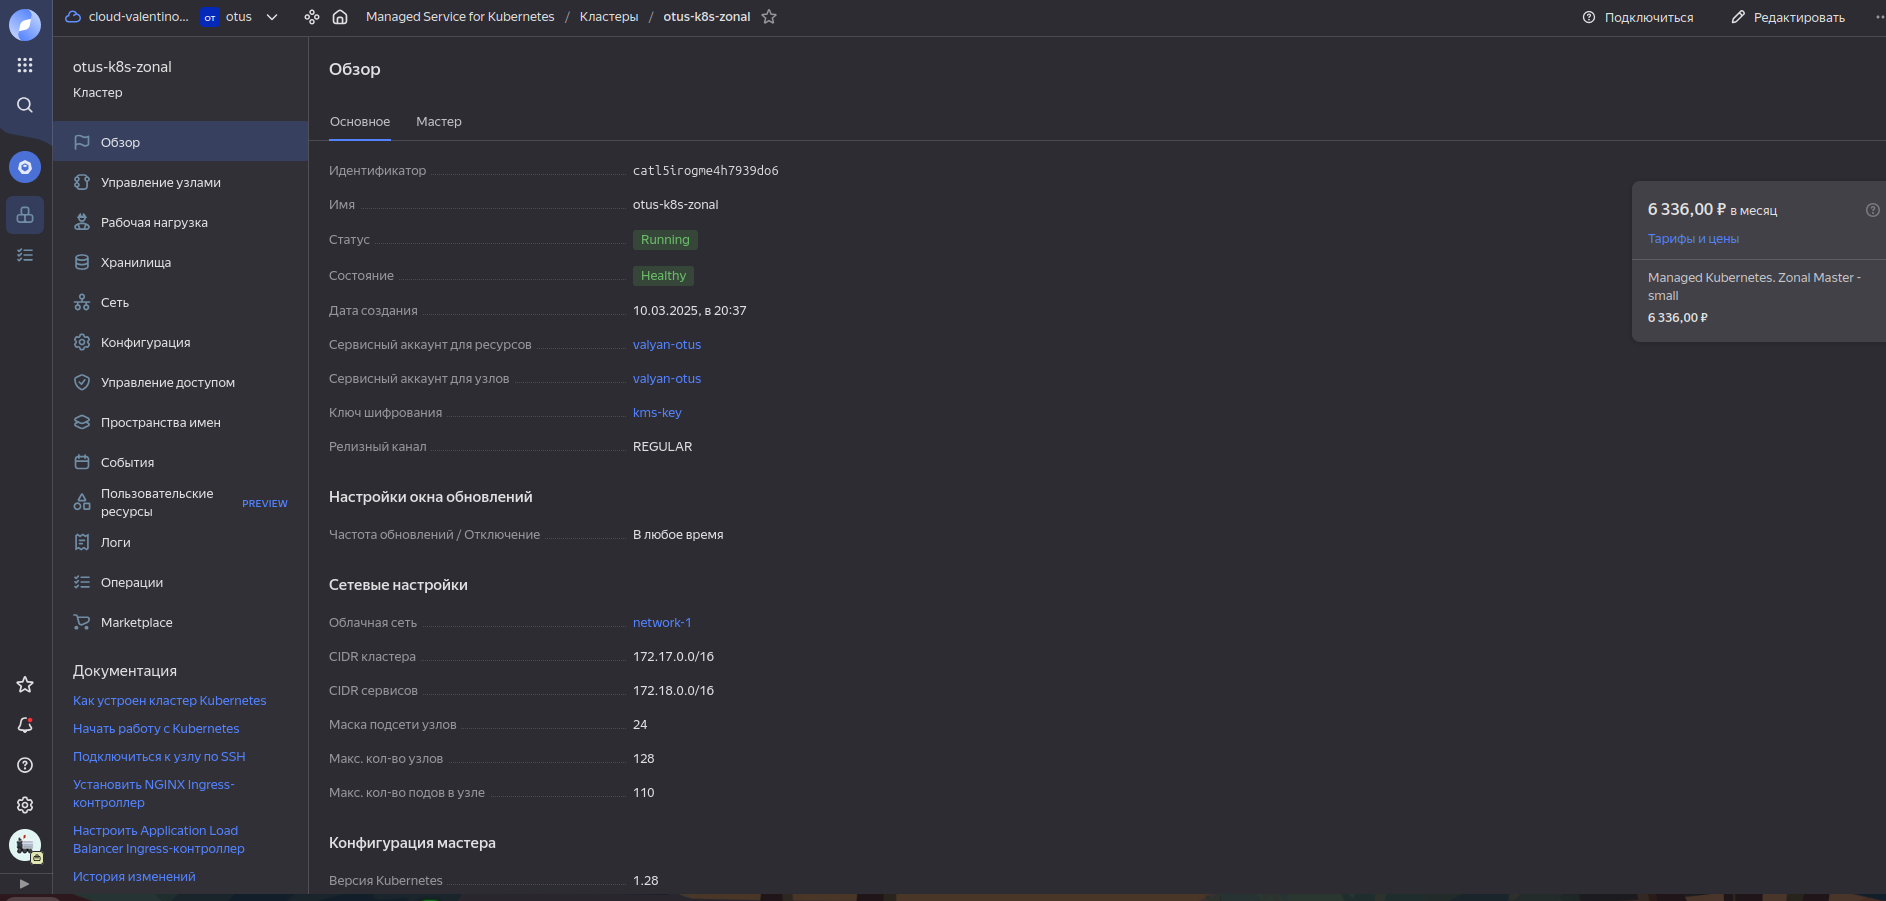 cloud-valentino...
от
otus
Managed Service for Kubernetes / Кластеры / otus-k8s-zonal
Подключиться
Редактировать
otus-k8s-zonal
Кластер
Обзор
Управление узлами
Рабочая нагрузка
Хранилища
Сеть
Конфигурация
Управление доступом
Пространства имен
События
Пользовательские
ресурсы
PREVIEW
Логи
Операции
Marketplace
Документация
Как устроен кластер Kubernetes
Начать работу с Kubernetes
Подключиться к узлу по SSH
Установить NGINX Ingress-
контроллер
Настроить Application Load
Balancer Ingress-контроллер
История изменений
Обзор
Основное
Мастер
Идентификатор catl5irogme4h7939do6
Имя otus-k8s-zonal
Статус Running
Состояние Healthy
Дата создания 10.03.2025, в 20:37
Сервисный аккаунт для ресурсов valyan-otus
Сервисный аккаунт для узлов valyan-otus
Ключ шифрования kms-key
Релизный канал REGULAR
Настройки окна обновлений
Частота обновлений / Отключение В любое время
Сетевые настройки
Облачная сеть network-1
CIDR кластера 172.17.0.0/16
CIDR сервисов 172.18.0.0/16
Маска подсети узлов 24
Макс. кол-во узлов 128
Макс. кол-во подов в узле 110
Конфигурация мастера
Версия Kubernetes 1.28
6 336,00 ₽ в месяц
Тарифы и цены
Managed Kubernetes. Zonal Master -
small
6 336,00 ₽